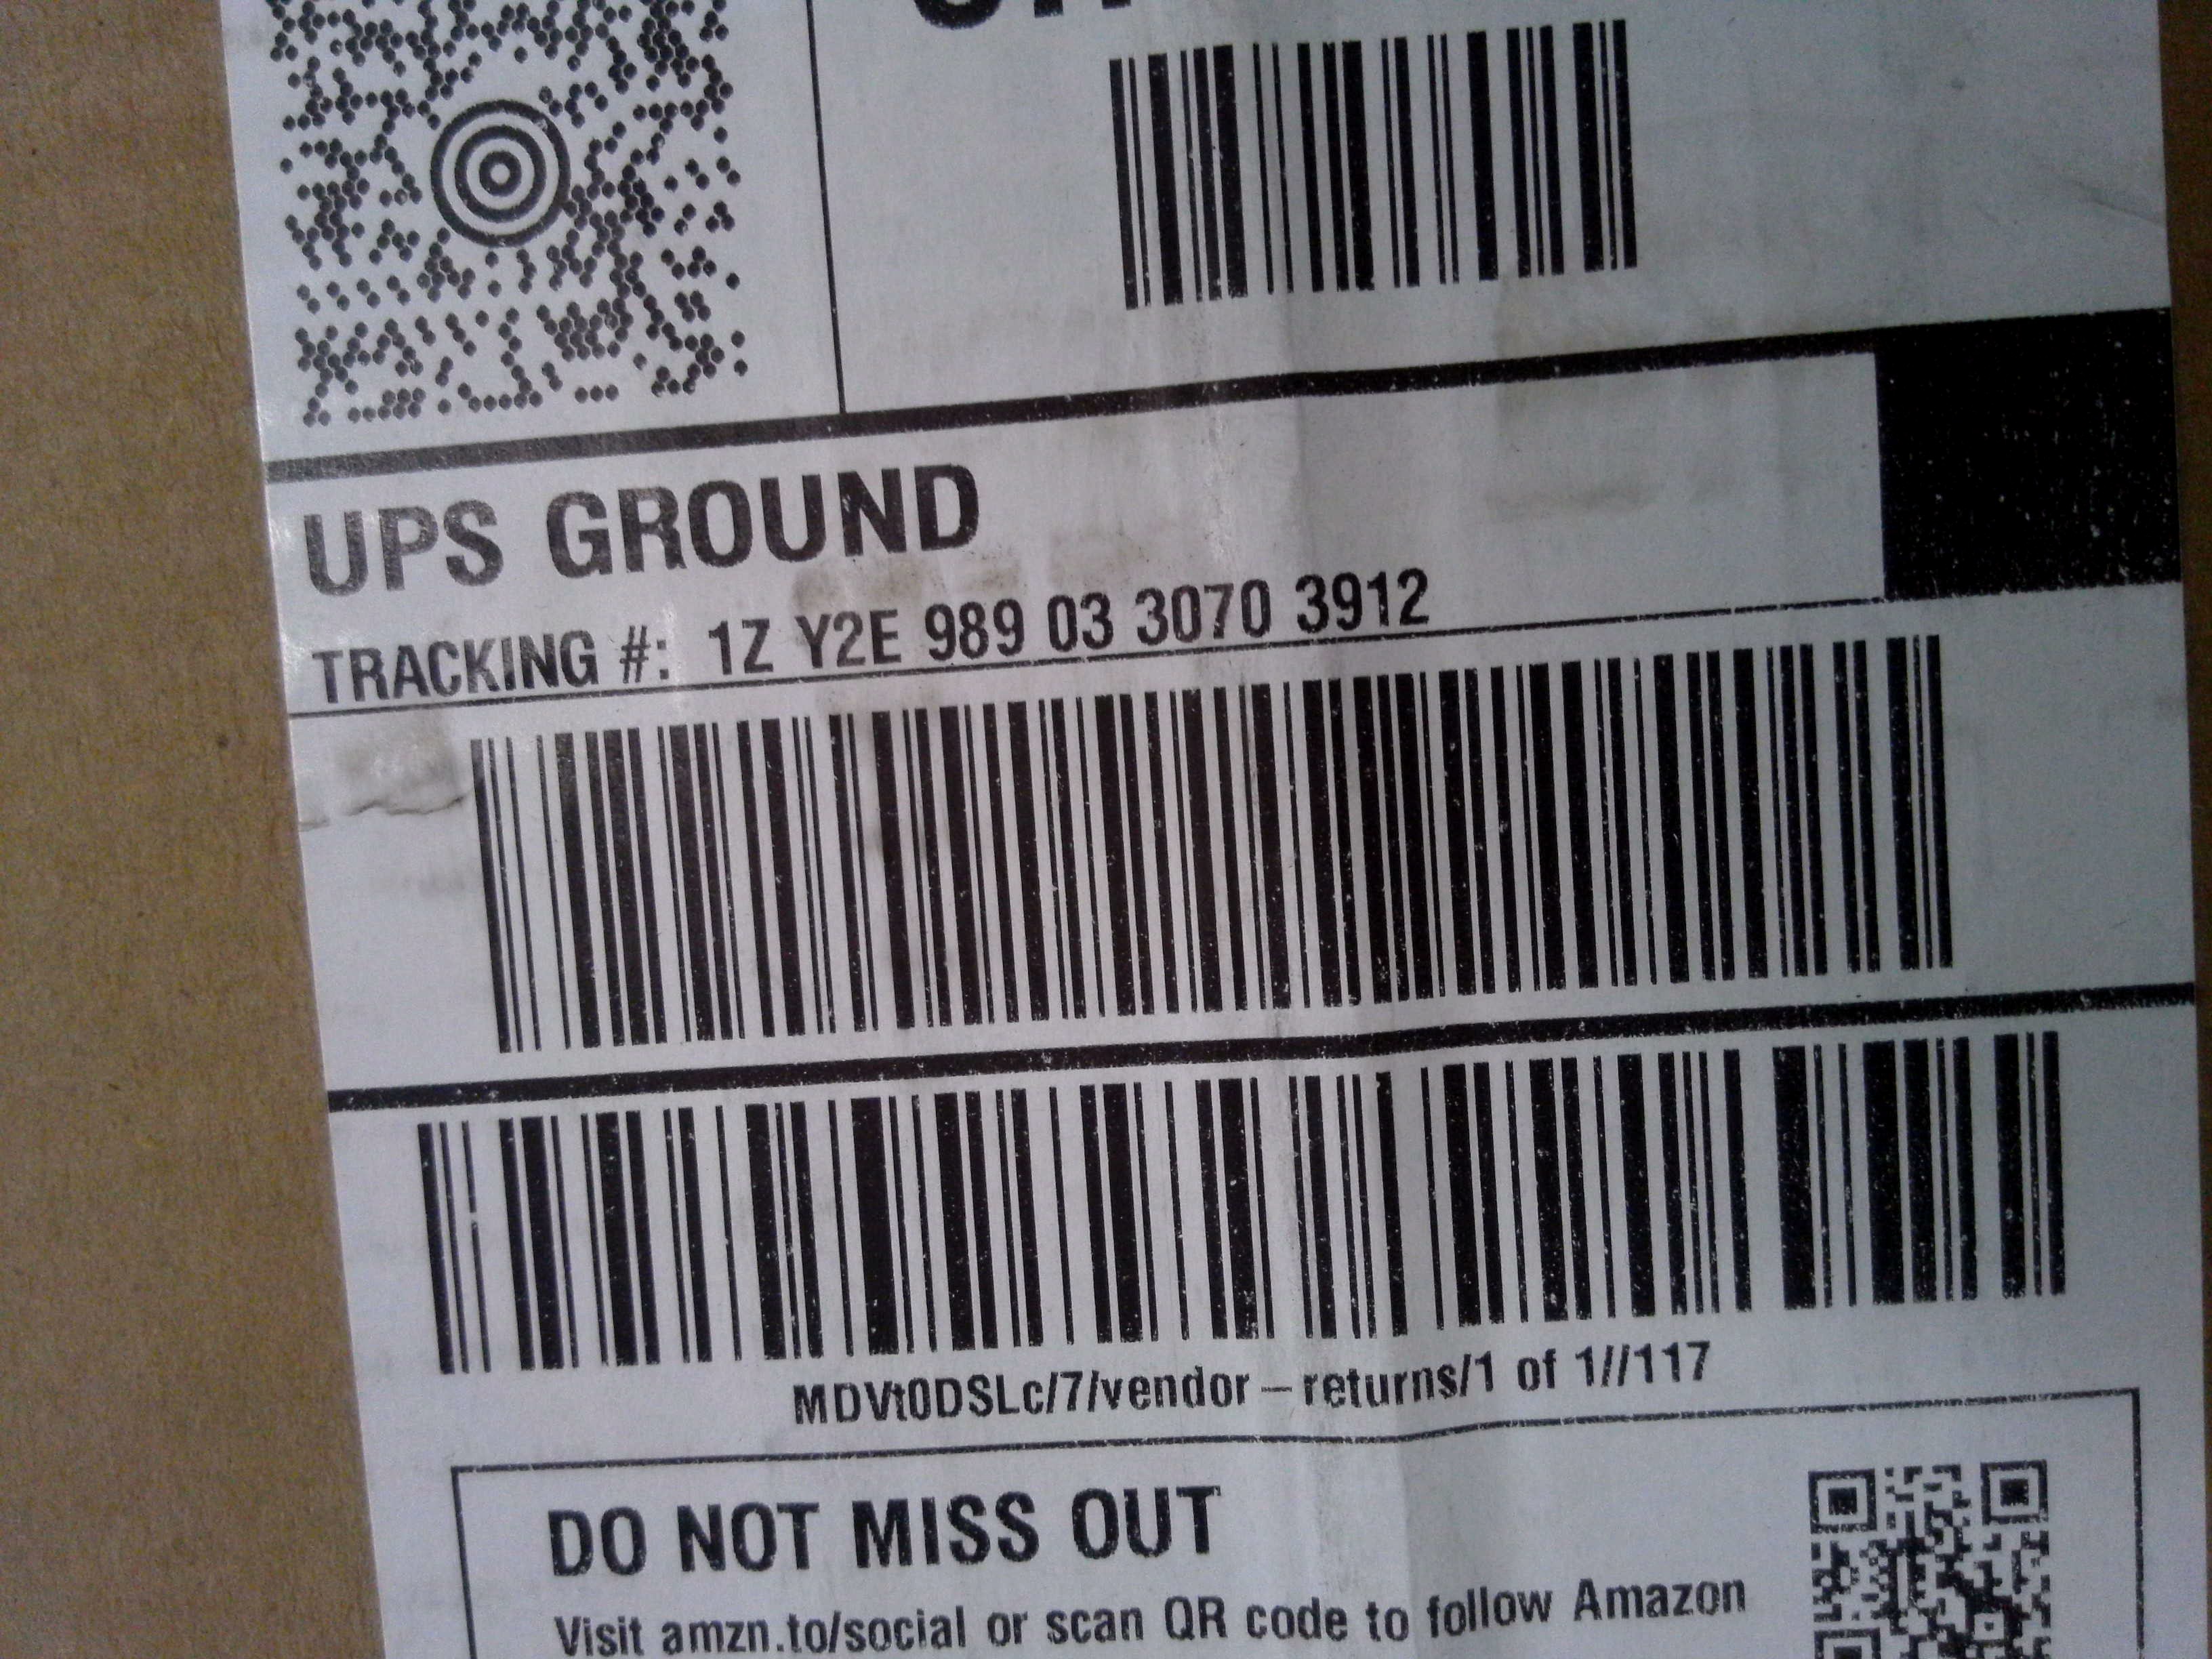 UPS GROUND
TRACKING #: 1Z Y2E 989 03 3070 3912
MDVt0DSLc/7/vendor-returns/1 of 1//117
DO NOT MISS OUT
Visit amzn.to/social or scan QR code to follow Amazon